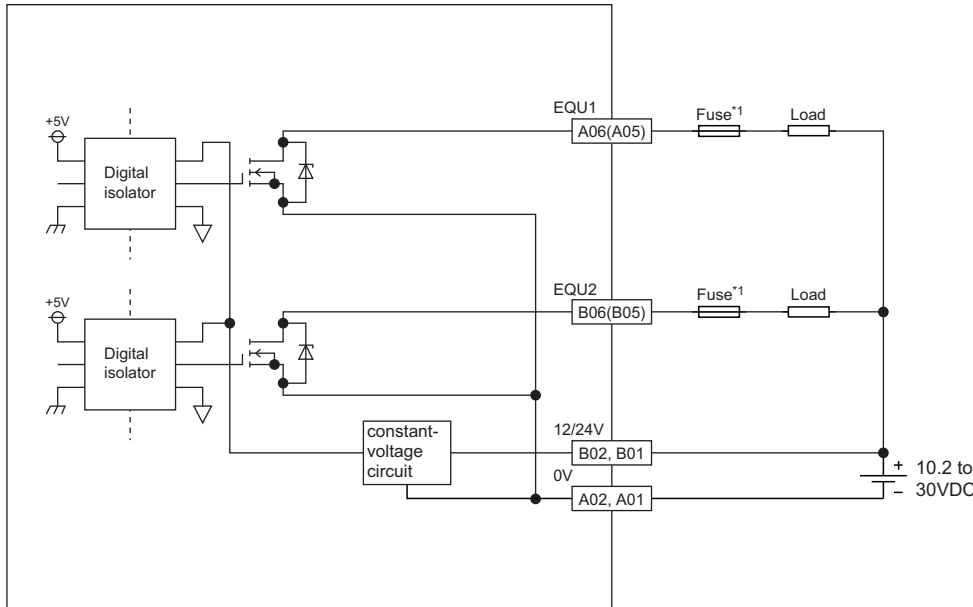 EQU1
A06(A05)
Fuse*1
Load
+5V
Digital
isolator
EQU2
B06(B05)
Fuse*1
Load
+5V
Digital
isolator
constant-
voltage
circuit
12/24V
B02, B01
0V
A02, A01
+
−
10.2 to
30VDC